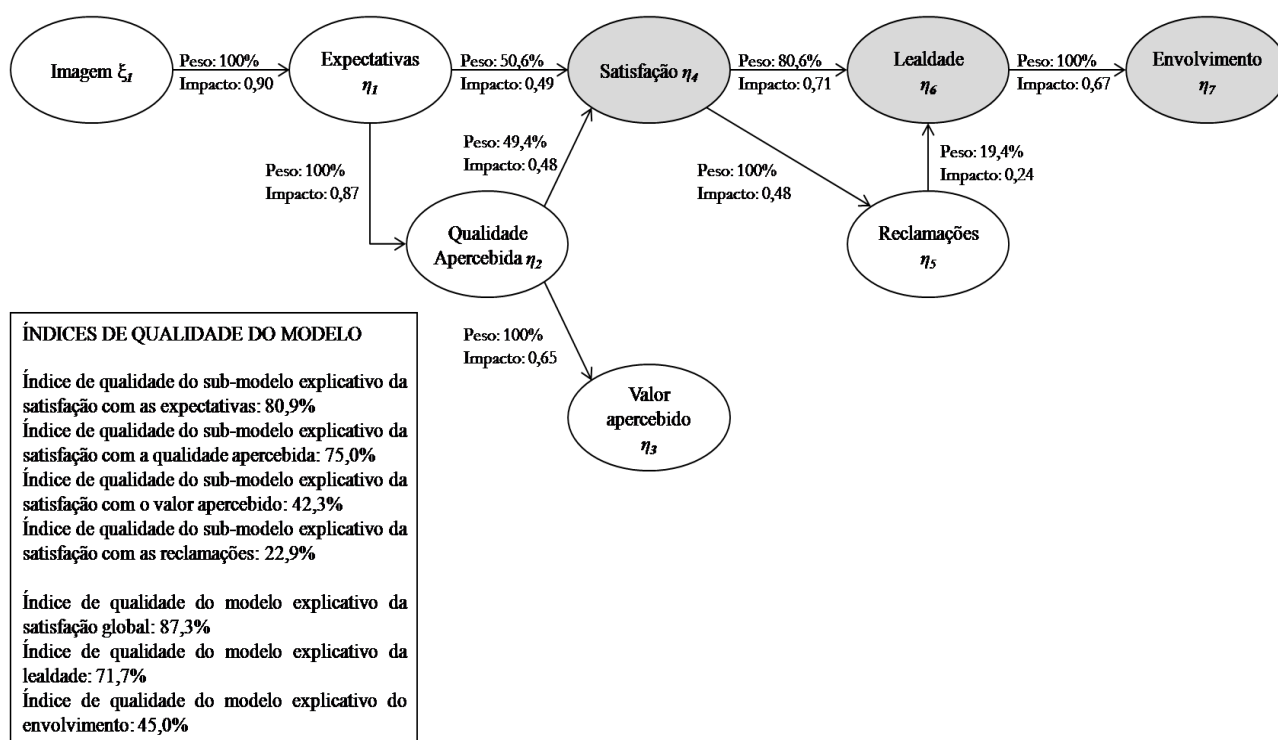 Imagem ξ1
Peso: 100%
Impacto: 0,90
Expectativas
η1
Peso: 50,6%
Impacto: 0,49
Satisfação η4
Peso: 80,6%
Impacto: 0,71
Lealdade
η6
Peso: 100%
Impacto: 0,67
Envolvimento
η7
Peso: 100%
Impacto: 0,87
Peso: 49,4%
Impacto: 0,48
Peso: 100%
Impacto: 0,48
Peso: 19,4%
Impacto: 0,24
Qualidade
Apercebida η2
Reclamações
η5
Peso: 100%
Impacto: 0,65
Valor
apercebido
η3
ÍNDICES DE QUALIDADE DO MODELO
Índice de qualidade do sub-modelo explicativo da
satisfação com as expectativas: 80,9%
Índice de qualidade do sub-modelo explicativo da
satisfação com a qualidade apercebida: 75,0%
Índice de qualidade do sub-modelo explicativo da
satisfação com o valor apercebido: 42,3%
Índice de qualidade do sub-modelo explicativo da
satisfação com as reclamações: 22,9%
Índice de qualidade do modelo explicativo da
satisfação global: 87,3%
Índice de qualidade do modelo explicativo da
lealdade: 71,7%
Índice de qualidade do modelo explicativo do
envolvimento: 45,0%